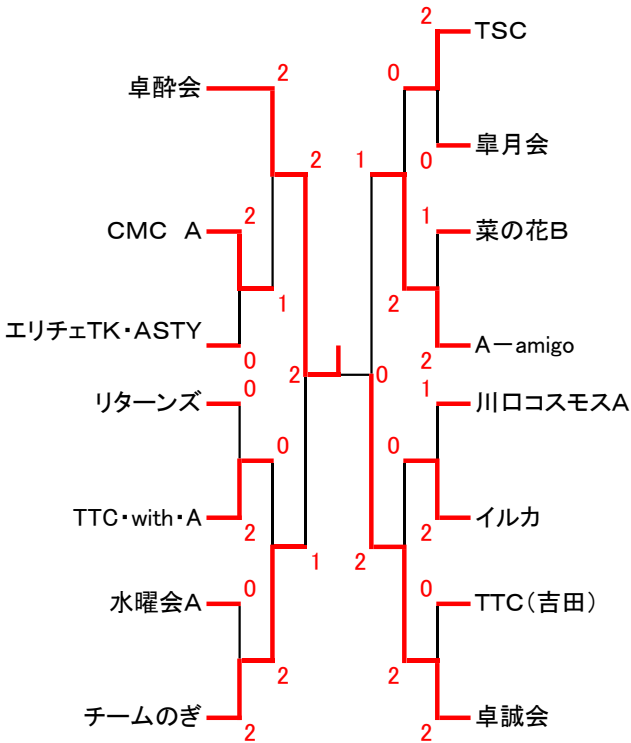 2
TSC
2
0
卓酔会
皐月会
2
1
0
2
1
CMC A
菜の花B
1
2
エリチェTK・ASTY
A－amigo
0
2
2
0
0
1
リターンズ
川口コスモスA
0
0
TTC・with・A
イルカ
2
2
1
2
0
0
水曜会A
TTC（吉田）
2
2
チームのぎ
卓誠会
2
2